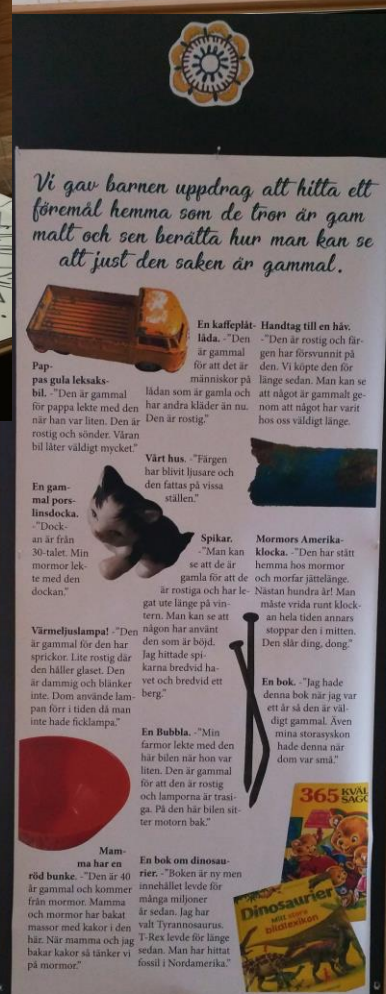 Vi gav barnen uppdrag att hitta ett
föremål hemma som de tror är gam
malt och sen berätta hur man kan se
att just den saken är gammal.
Pap-
pas gula leksaks-
bil. -"Den är gammal
för pappa lekte med den
när han var liten. Den är
rostig och sönder. Våran
bil låter väldigt mycket."
En gam-
mal pors-
linsdocka.
-"Dock-
an är från
30-talet. Min
mormor lek-
te med den
dockan."
Värmeljuslampa! -"Den
är gammal för den har
sprickor. Lite rostig där
den håller glaset. Den
är dammig och blänker
inte. Dom använde lam-
pan förr i tiden då man
inte hade ficklampa."
Mam-
ma har en
röd bunke. -"Den är 40
år gammal och kommer
från mormor. Mamma
och mormor har bakat
massor med kakor i den
här. När mamma och jag
bakar kakor så tänker vi
på mormor."
En kaffeplåt-
låda. -"Den
är gammal
för att det är
människor på
lådan som är gamla och
har andra kläder än nu.
Den är rostig."
Vårt hus. -"Färgen
har blivit ljusare och
den fattas på vissa
ställen."
Spikar.
-"Man kan
se att de är
gamla för att de
är rostiga och har le-
gat ute länge på vin-
tern. Man kan se att
någon har använt
den som är böjd.
Jag hittade spi-
karna bredvid ha-
vet och bredvid ett
berg."
En Bubbla. -"Min
farmor lekte med den
här bilen när hon var
liten. Den är gammal
för att den är rostig
och lamporna är trasi-
ga. På den här bilen sit-
ter motorn bak."
En bok om dinosau-
rier. -"Boken är ny men
innehållet levde för
många miljoner
år sedan. Jag har
valt Tyrannosaurus.
T-Rex levde för länge
sedan. Man har hittat
fossil i Nordamerika."
Handtag till en håv.
-"Den är rostig och fär-
gen har försvunnit på
den. Vi köpte den för
länge sedan. Man kan se
att något är gammalt ge-
nom att något har varit
hos oss väldigt länge.
Mormors Amerika-
klocka. -"Den har stått
hemma hos mormor
och morfar jättelänge.
Nästan hundra år! Man
måste vrida runt klock-
an hela tiden annars
stoppar den i mitten.
Den slår ding, dong."
En bok. -"Jag hade
denna bok när jag var
ett år så den är väl-
digt gammal. Även
mina storasyskon
hade denna när
dom var små."
365 KVÄL
SAGO
Dinosaurier
Mitt stora
bildlexikon